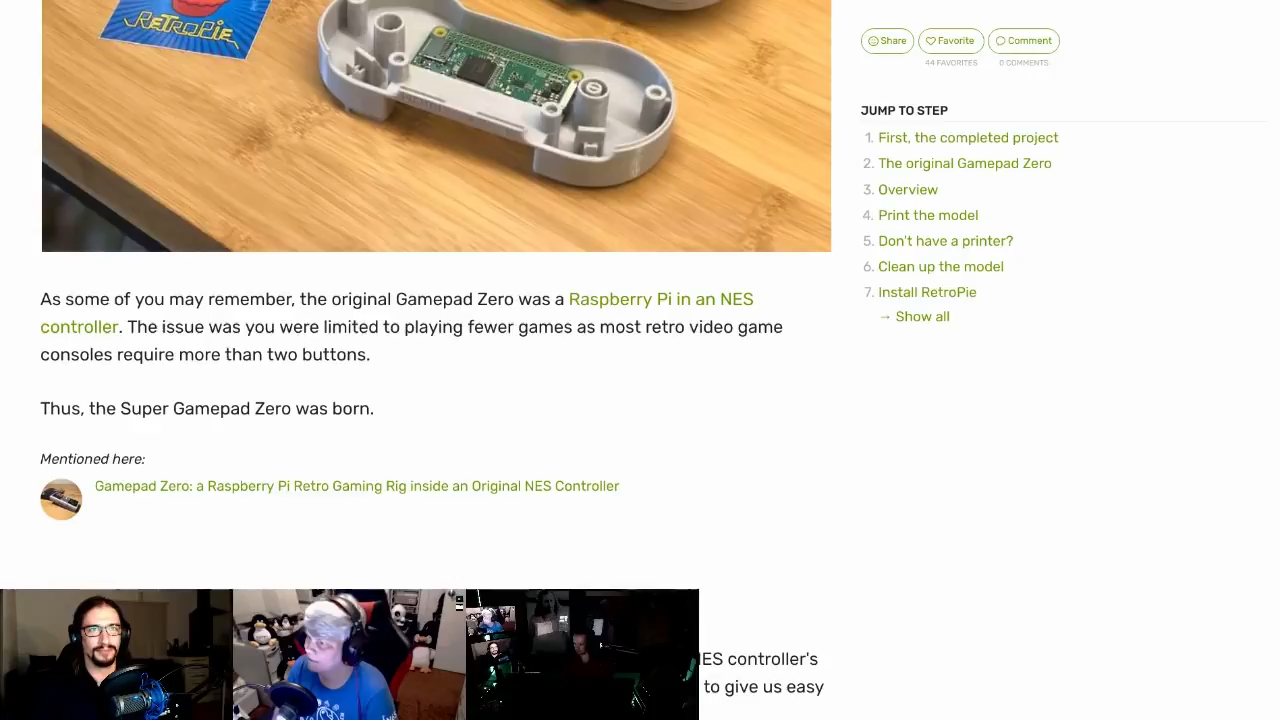 RETROPIE
Share
Favorite
Comment
44 FAVORITES
0 COMMENTS
JUMP TO STEP
1. First, the completed project
2. The original Gamepad Zero
3. Overview
4. Print the model
5. Don't have a printer?
6. Clean up the model
7. Install RetroPie
→ Show all
As some of you may remember, the original Gamepad Zero was a Raspberry Pi in an NES
controller. The issue was you were limited to playing fewer games as most retro video game
consoles require more than two buttons.
Thus, the Super Gamepad Zero was born.
Mentioned here:
Gamepad Zero: a Raspberry Pi Retro Gaming Rig inside an Original NES Controller
controller's
to give us easy